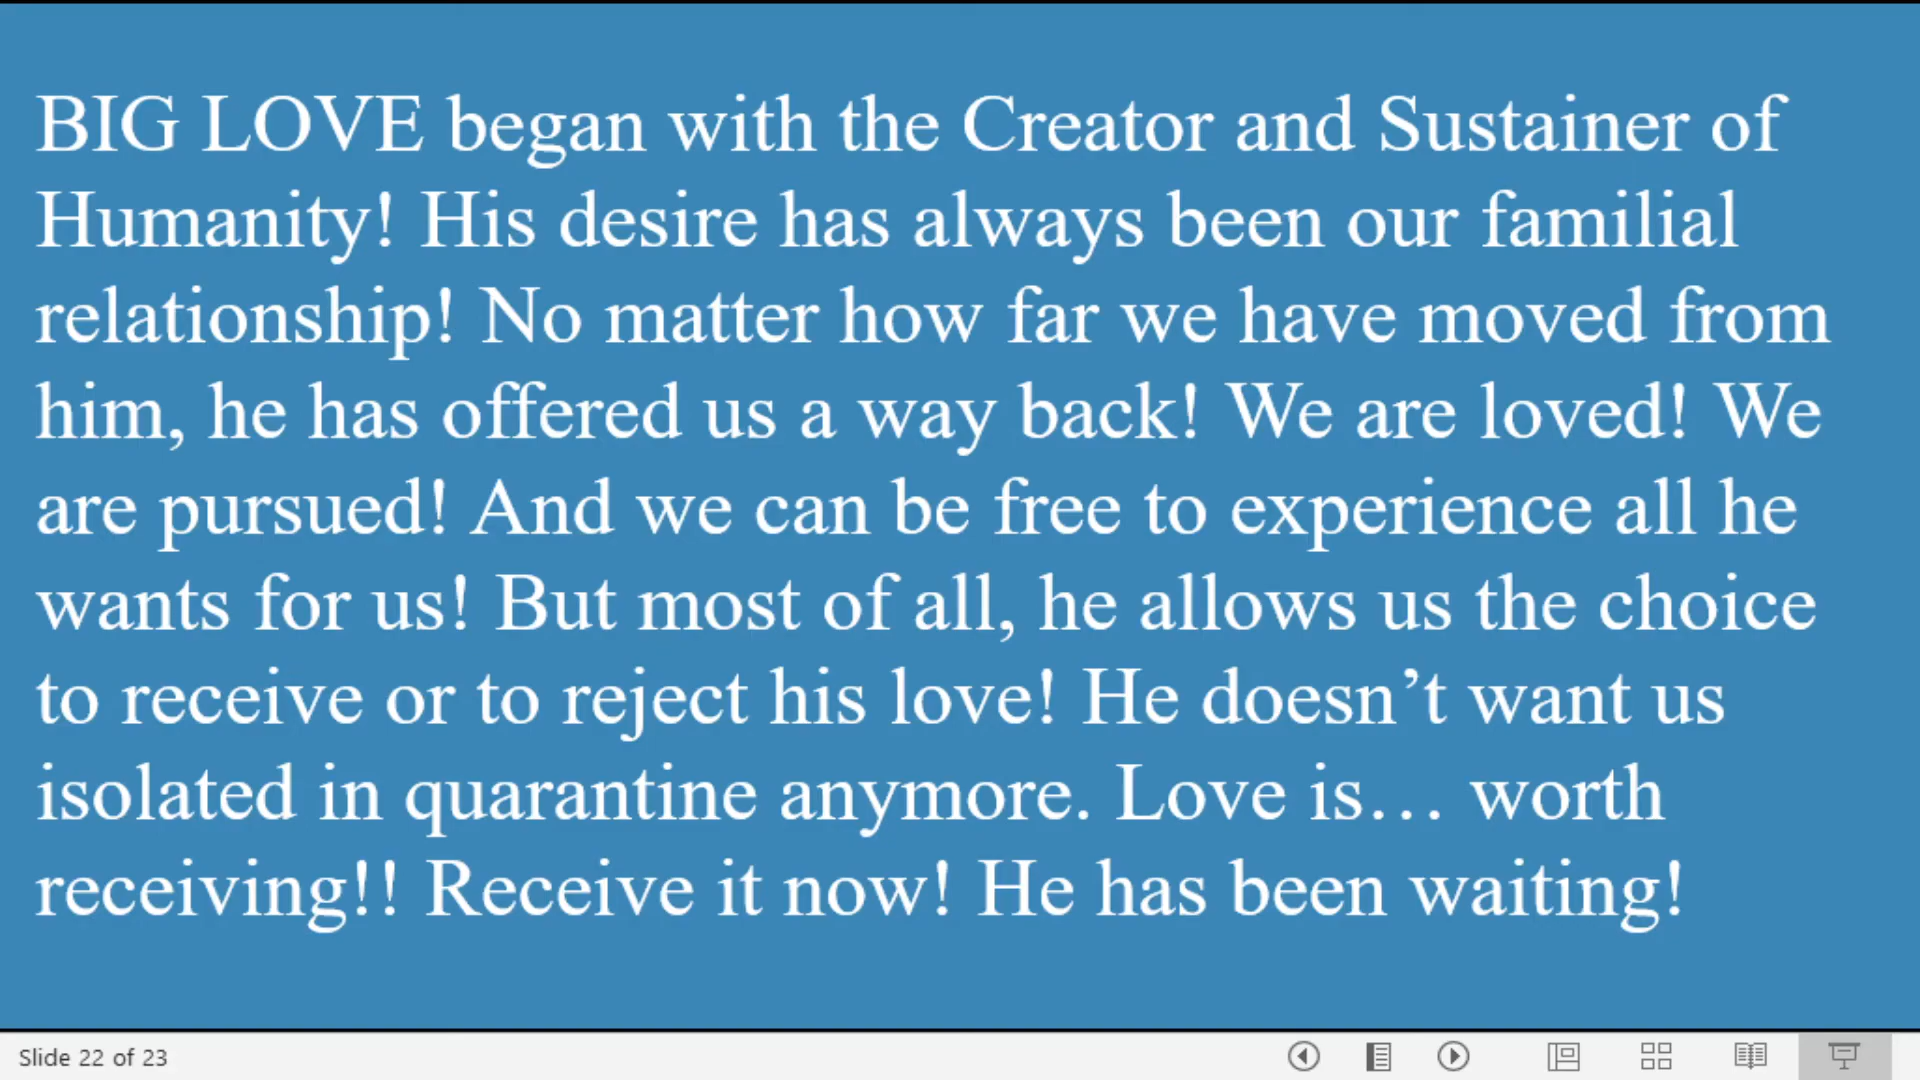 BIG LOVE began with the Creator and Sustainer of
Humanity! His desire has always been our familial
relationship! No matter how far we have moved from
him, he has offered us a way back! We are loved! We
are pursued! And we can be free to experience all he
wants for us! But most of all, he allows us the choice
to receive or to reject his love! He doesn’t want us
isolated in quarantine anymore. Love is… worth
receiving!! Receive it now! He has been waiting!
Slide 22 of 23